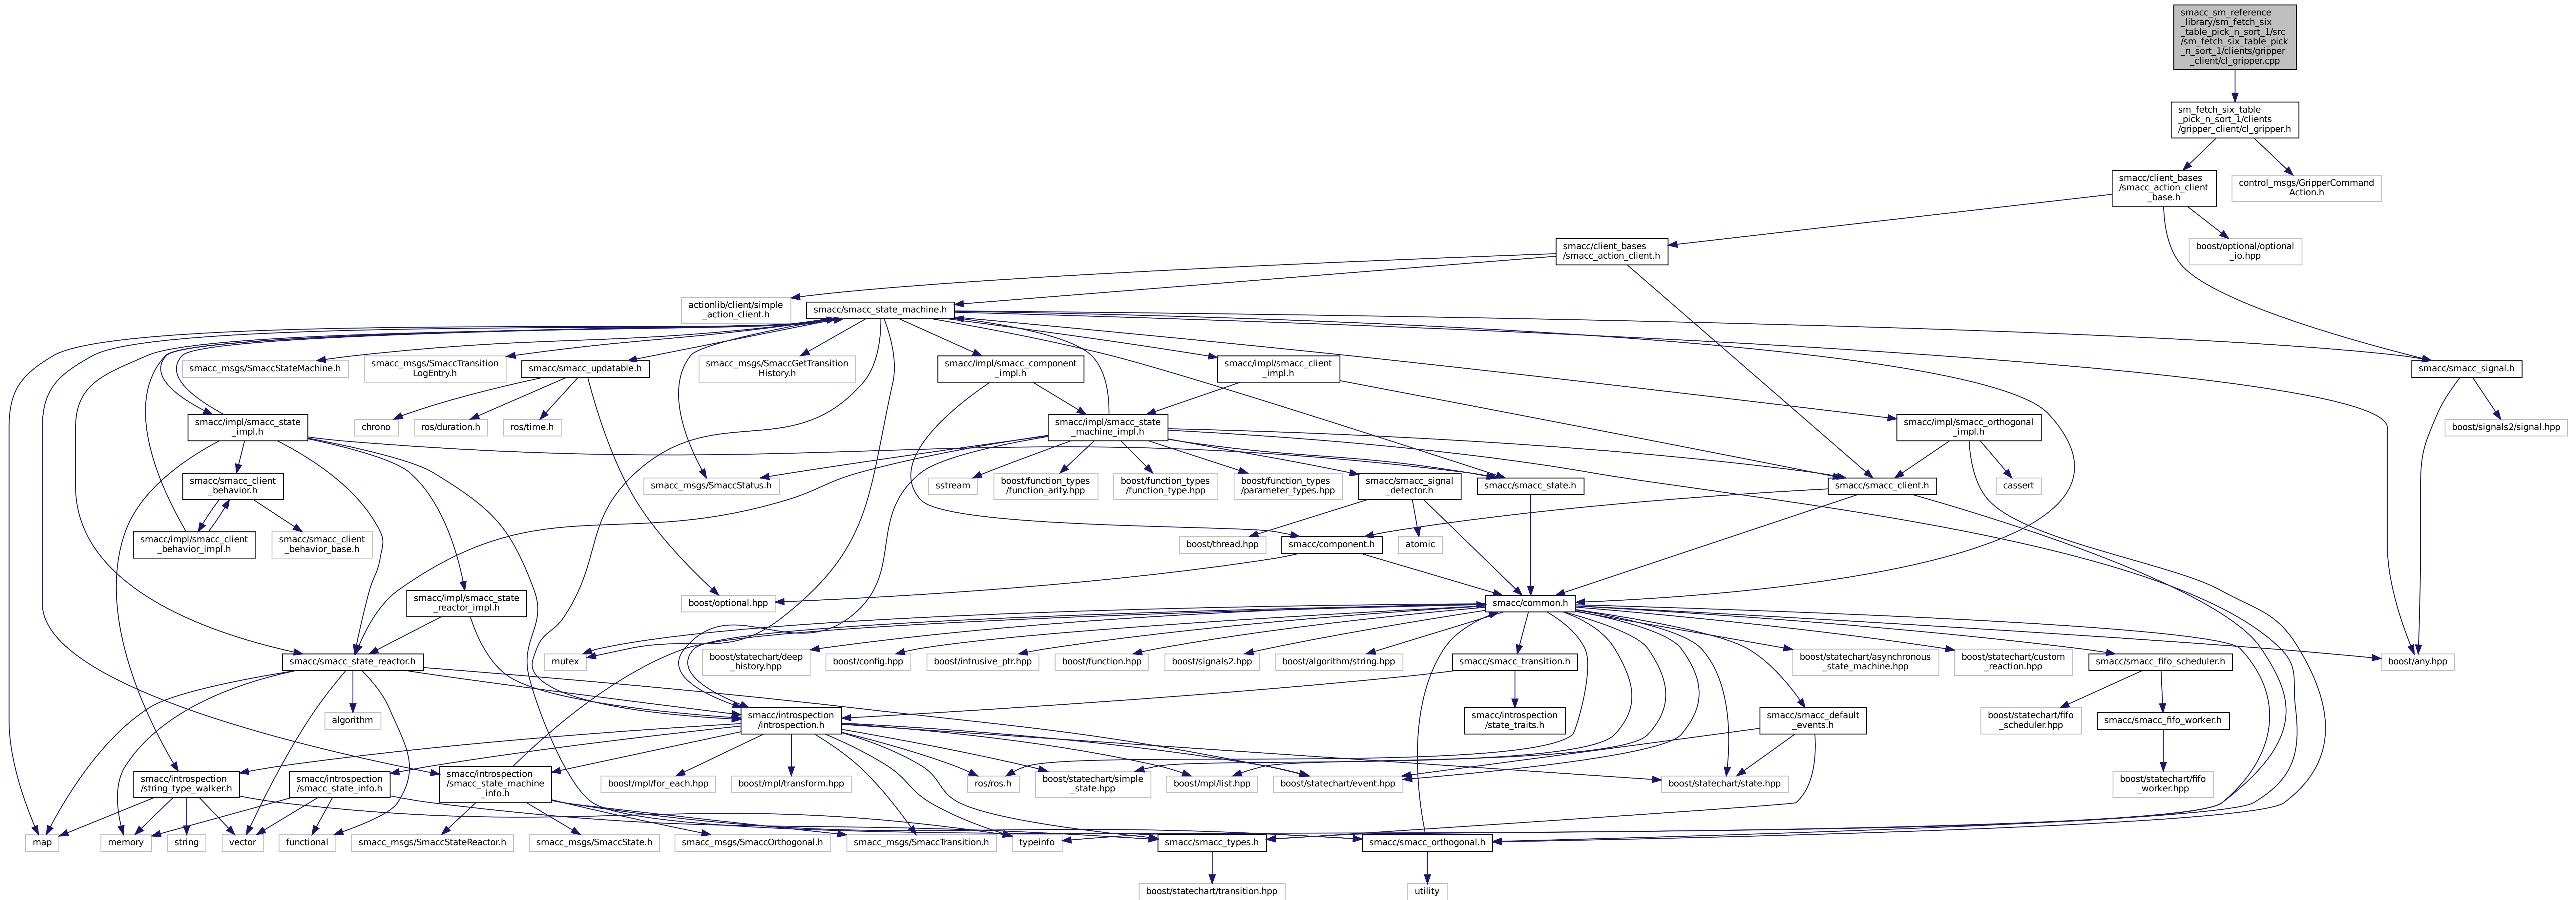 smacc_sm_reference
_library/sm_fetch_six
_table_pick_n_sort_1/src
/sm_fetch_six_table_pick
_n_sort_1/clients/gripper
_client/cl_gripper.cpp
sm_fetch_six_table
_pick_n_sort_1/clients
/gripper_client/cl_gripper.h
smacc/client_bases
/smacc_action_client
_base.h
control_msgs/GripperCommand
Action.h
smacc/client_bases
/smacc_action_client.h
boost/optional/optional
_io.hpp
actionlib/client/simple
_action_client.h
smacc/smacc_state_machine.h
smacc_msgs/SmaccStateMachine.h
smacc_msgs/SmaccTransition
LogEntry.h
smacc/smacc_updatable.h
smacc_msgs/SmaccGetTransition
History.h
smacc/impl/smacc_component
_impl.h
smacc/impl/smacc_client
_impl.h
smacc/smacc_signal.h
smacc/impl/smacc_state
_impl.h
chrono
ros/duration.h
ros/time.h
smacc/impl/smacc_state
_machine_impl.h
smacc/impl/smacc_orthogonal
_impl.h
boost/signals2/signal.hpp
smacc/smacc_client
_behavior.h
smacc_msgs/SmaccStatus.h
sstream
boost/function_types
/function_arity.hpp
boost/function_types
/function_type.hpp
boost/function_types
/parameter_types.hpp
smacc/smacc_signal
_detector.h
smacc/smacc_state.h
smacc/smacc_client.h
cassert
smacc/impl/smacc_client
_behavior_impl.h
smacc/smacc_client
_behavior_base.h
boost/thread.hpp
smacc/component.h
atomic
smacc/impl/smacc_state
_reactor_impl.h
boost/optional.hpp
smacc/common.h
smacc/smacc_state_reactor.h
mutex
boost/statechart/deep
_history.hpp
boost/config.hpp
boost/intrusive_ptr.hpp
boost/function.hpp
boost/signals2.hpp
boost/algorithm/string.hpp
smacc/smacc_transition.h
boost/statechart/asynchronous
_state_machine.hpp
boost/statechart/custom
_reaction.hpp
smacc/smacc_fifo_scheduler.h
boost/any.hpp
algorithm
smacc/introspection
/introspection.h
smacc/introspection
/state_traits.h
smacc/smacc_default
_events.h
boost/statechart/fifo
_scheduler.hpp
smacc/smacc_fifo_worker.h
smacc/introspection
/string_type_walker.h
smacc/introspection
/smacc_state_info.h
smacc/introspection
/smacc_state_machine
_info.h
boost/mpl/for_each.hpp
boost/mpl/transform.hpp
ros/ros.h
boost/statechart/simple
_state.hpp
boost/mpl/list.hpp
boost/statechart/event.hpp
boost/statechart/state.hpp
boost/statechart/fifo
_worker.hpp
map
memory
string
vector
functional
smacc_msgs/SmaccStateReactor.h
smacc_msgs/SmaccState.h
smacc_msgs/SmaccOrthogonal.h
smacc_msgs/SmaccTransition.h
typeinfo
smacc/smacc_types.h
smacc/smacc_orthogonal.h
boost/statechart/transition.hpp
utility